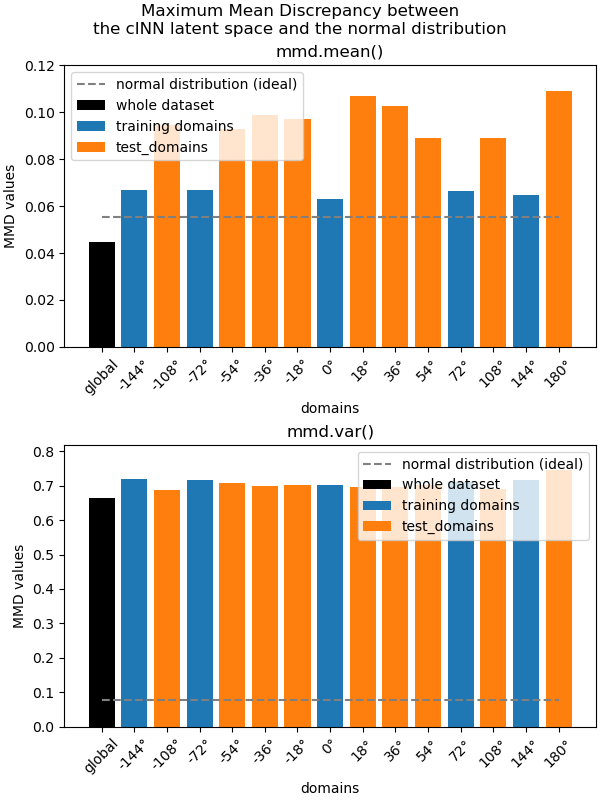 Maximum Mean Discrepancy between
the cINN latent space and the normal distribution
mmd.mean()
0.12
0.10
0.08
0.06
0.04
0.02
0.00
MMD values
normal distribution (ideal)
whole dataset
training domains
test_domains
global
-144°
-108°
-72°
-54°
-36°
-18°
0°
18°
36°
54°
72°
108°
144°
180°
domains
mmd.var()
0.8
0.7
0.6
0.5
0.4
0.3
0.2
0.1
0.0
MMD values
normal distribution (ideal)
whole dataset
training domains
test_domains
global
-144°
-108°
-72°
-54°
-36°
-18°
0°
18°
36°
54°
72°
108°
144°
180°
domains